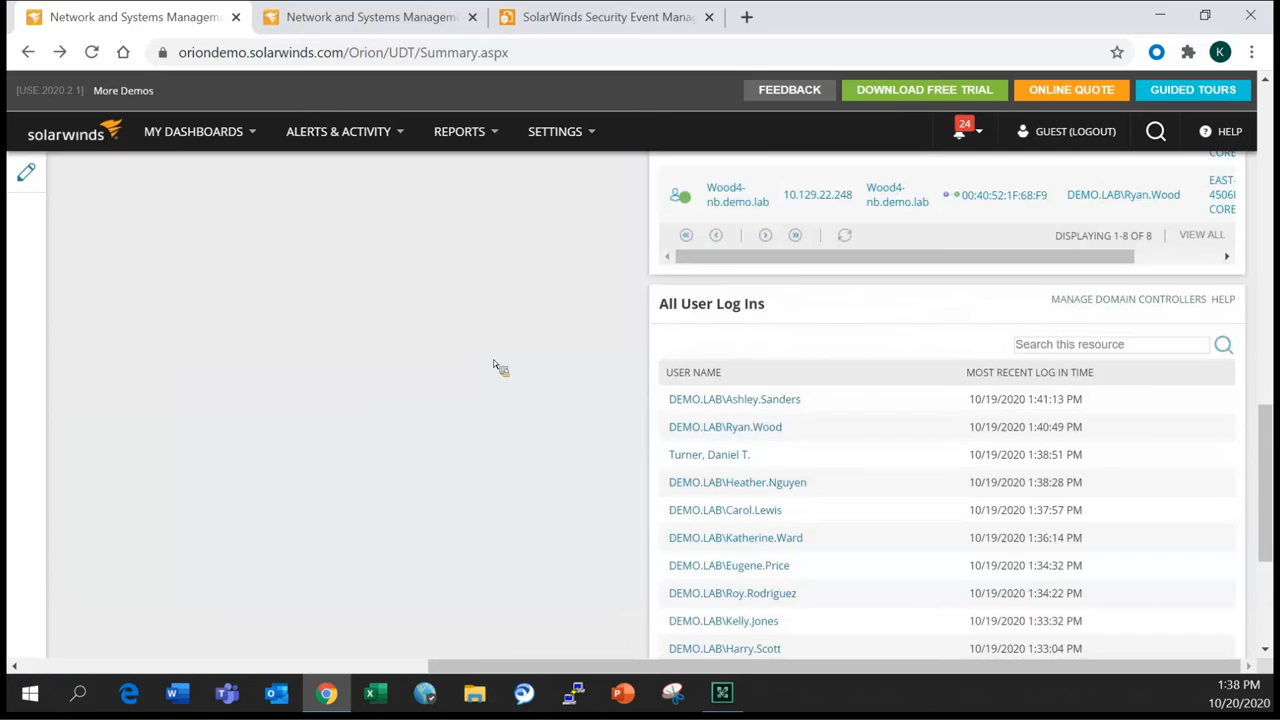 Network and Systems Managem
Network and Systems Managem
SolarWinds Security Event Mana
oriondemo.solarwinds.com/Orion/UDT/Summary.aspx
K
[USE.2020.2.1] More Demos
FEEDBACK
DOWNLOAD FREE TRIAL
ONLINE QUOTE
GUIDED TOURS
solarwinds
MY DASHBOARDS
ALERTS & ACTIVITY
REPORTS
SETTINGS
24
GUEST (LOGOUT)
HELP
CORE
Wood4-nb.demo.lab 10.129.22.248 Wood4-nb.demo.lab 00:40:52:1F:68:F9 DEMO.LAB\Ryan.Wood EAST-
CORE
DISPLAYING 1-8 OF 8
VIEW ALL
All User Log Ins
MANAGE DOMAIN CONTROLLERS HELP
Search this resource
USER NAME MOST RECENT LOG IN TIME
DEMO.LAB\Ashley.Sanders 10/19/2020 1:41:13 PM
DEMO.LAB\Ryan.Wood 10/19/2020 1:40:49 PM
Turner, Daniel T. 10/19/2020 1:38:51 PM
DEMO.LAB\Heather.Nguyen 10/19/2020 1:38:28 PM
DEMO.LAB\Carol.Lewis 10/19/2020 1:37:57 PM
DEMO.LAB\Katherine.Ward 10/19/2020 1:36:14 PM
DEMO.LAB\Eugene.Price 10/19/2020 1:34:32 PM
DEMO.LAB\Roy.Rodriguez 10/19/2020 1:34:22 PM
DEMO.LAB\Kelly.Jones 10/19/2020 1:33:32 PM
DEMO.LAB\Harry.Scott 10/19/2020 1:33:04 PM
1:38 PM
10/20/2020